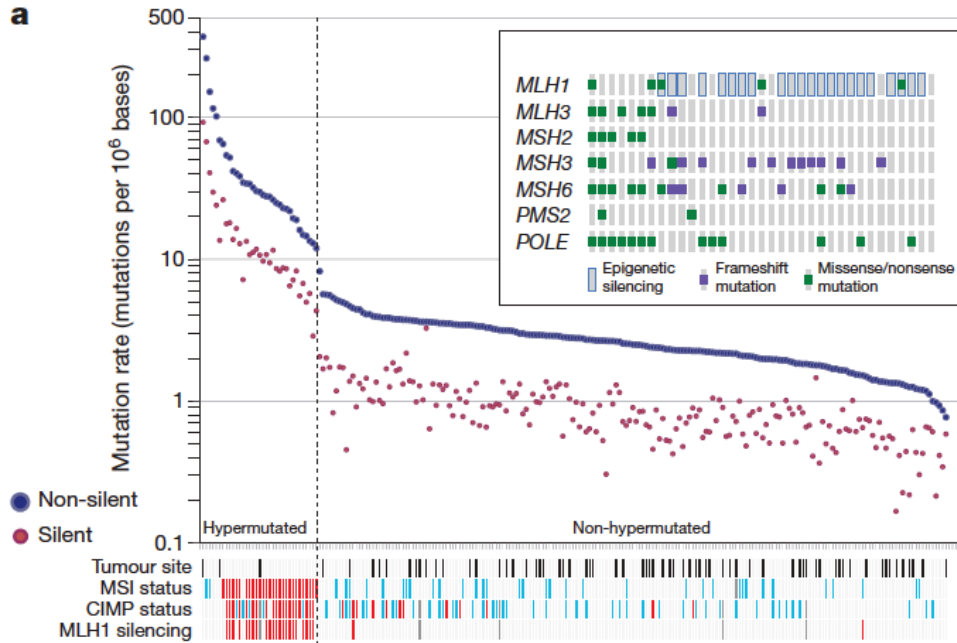 a
500
100
10
1
0.1
Mutation rate (mutations per 10⁶ bases)
MLH1
MLH3
MSH2
MSH3
MSH6
PMS2
POLE
Epigenetic silencing
Frameshift mutation
Missense/nonsense mutation
Non-silent
Silent
Hypermutated
Non-hypermutated
Tumour site
MSI status
CIMP status
MLH1 silencing